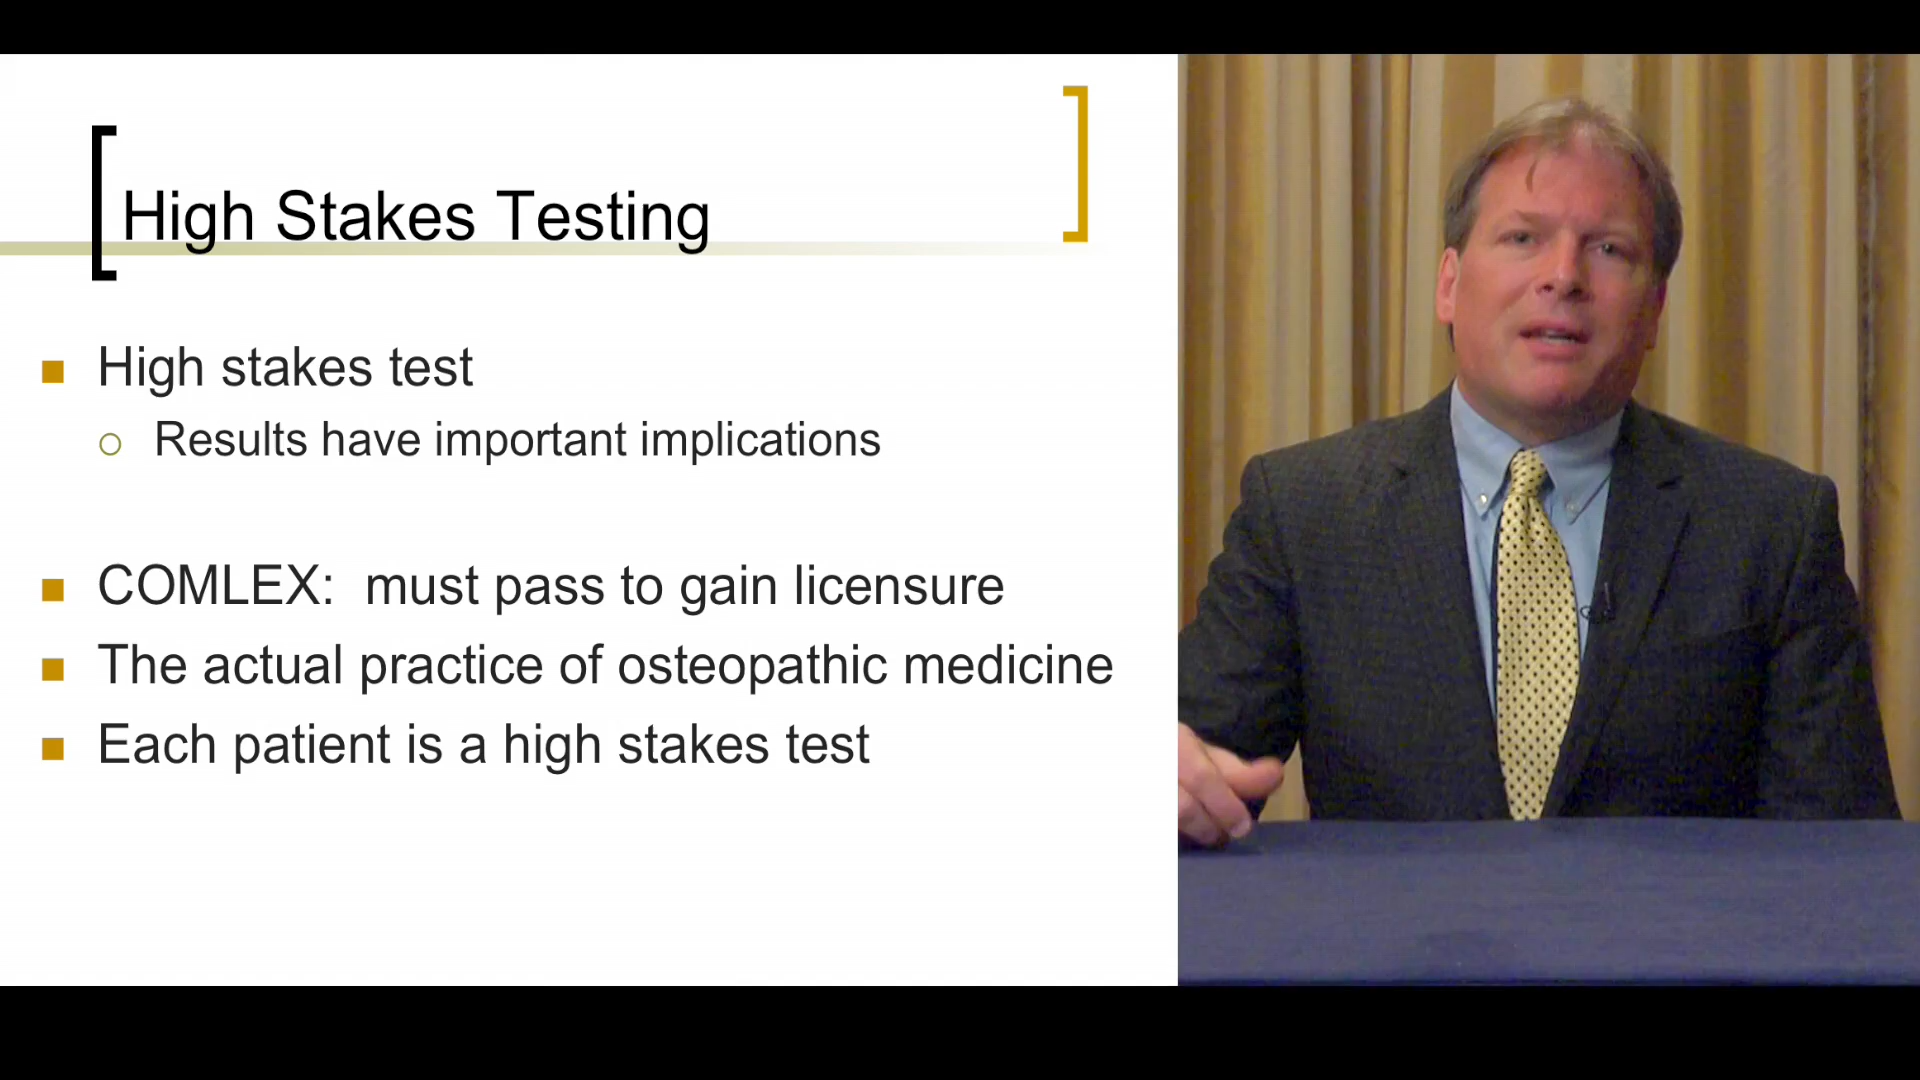 High Stakes Testing
High stakes test
Results have important implications
COMLEX: must pass to gain licensure
The actual practice of osteopathic medicine
Each patient is a high stakes test